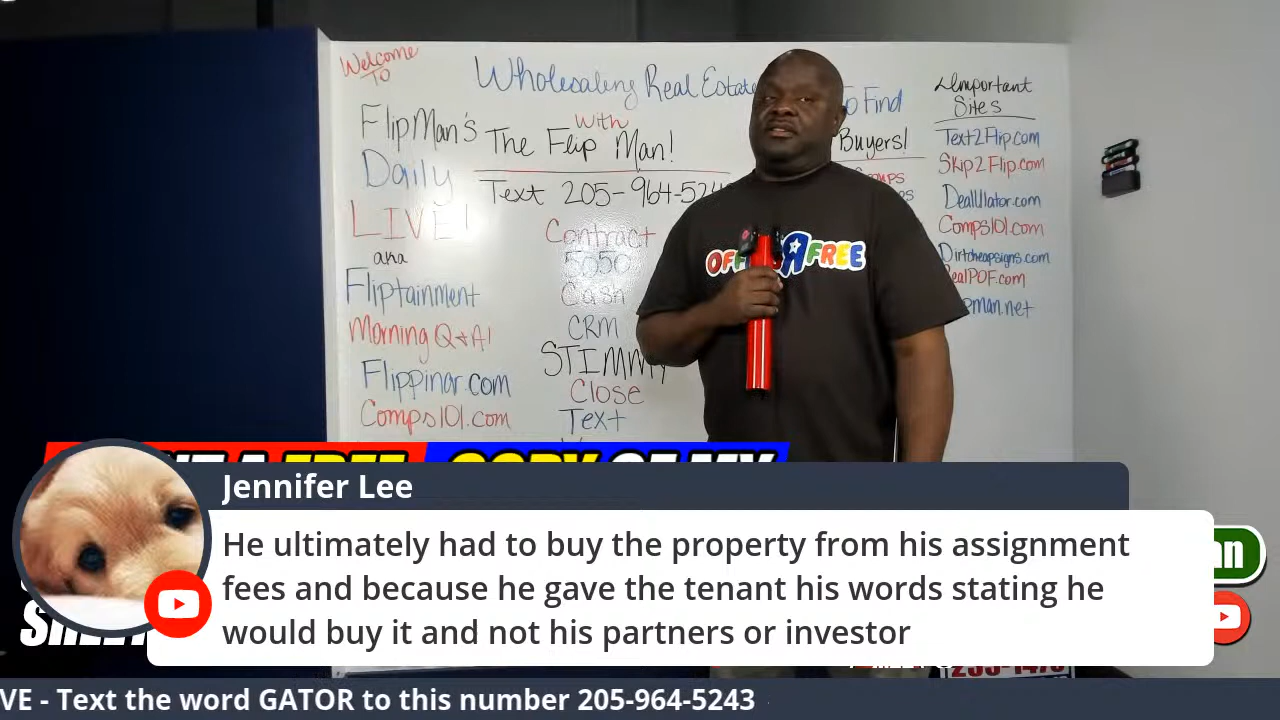 Welcome
To
FlipMan's
Daily
LIVE!
aka
Fliptainment
Morning Q & A!
Flippinar.com
Comps101.com
Wholesaling Real Estate
With
The Flip Man!
Text 205-964-524
Contract
5050
Cash
CRM
STIMMY
Close
Text
To Find
Buyers!
Important
Sites
Text2Flip.com
Skip2Flip.com
Comps101.com
Dirtcheapsigns.com
RealPOF.com
FREE
FREE
COPY OF MY
Jennifer Lee
He ultimately had to buy the property from his assignment
fees and because he gave the tenant his words stating he
would buy it and not his partners or investor
VE - Text the word GATOR to this number 205-964-5243